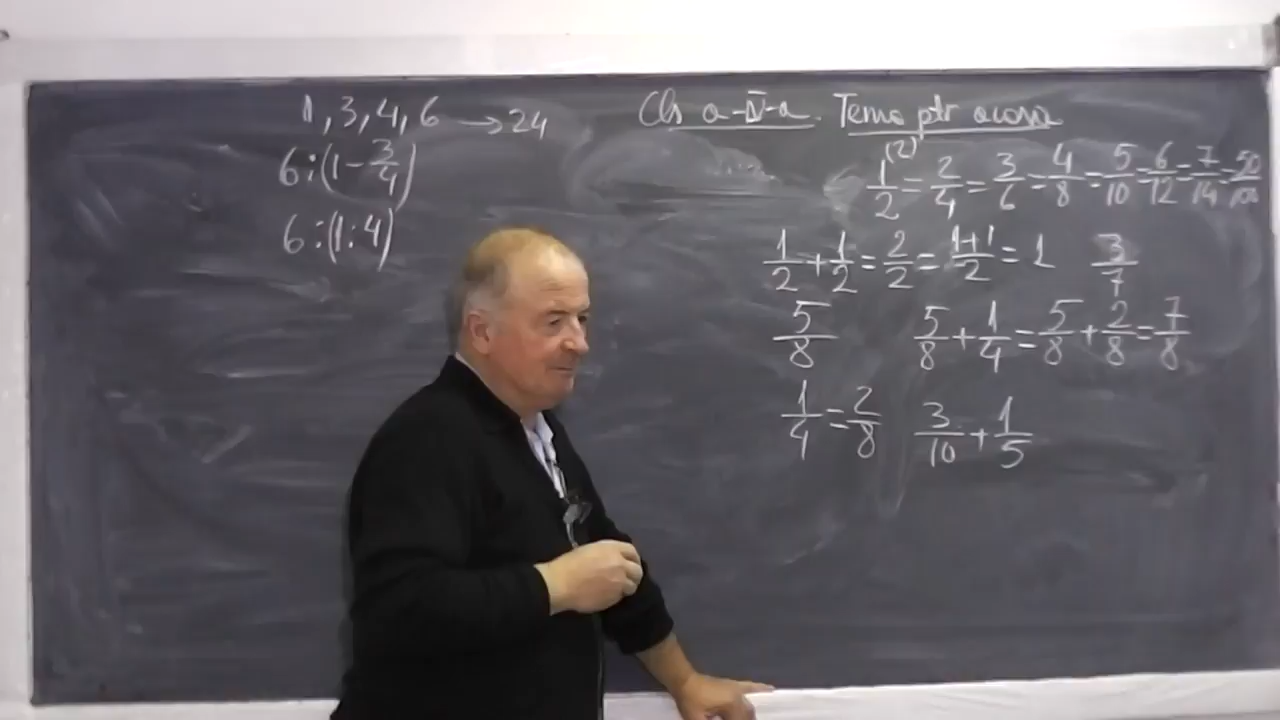 1, 3, 4, 6 → 24
6:(1-3/4)
6:(1:4)
Cls a-IV-a. Tema ptr acasa
1/2 (2) = 2/4 = 3/6 = 4/8 = 5/10 = 6/12 = 7/14 = 50/100
1/2 + 1/2 = 2/2 = 1+1/2 = 1 3/7
5/8 5/8 + 1/4 = 5/8 + 2/8 = 7/8
1/4 = 2/8 3/10 + 1/5